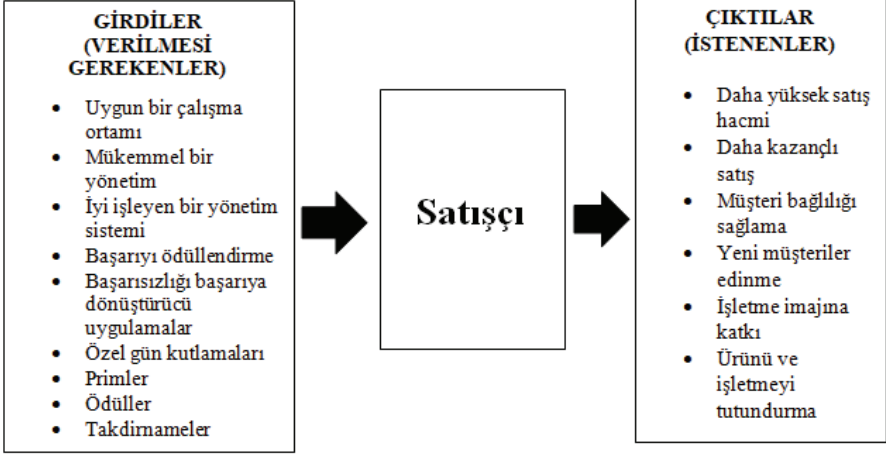 GİRDİLER
(VERİLMESİ
GEREKENLER)
• Uygun bir çalışma
ortamı
• Mükemmel bir
yönetim
• İyi işleyen bir yönetim
sistemi
• Başarıyı ödüllendirme
• Başarısızlığı başarıya
dönüştürücü
uygulamalar
• Özel gün kutlamaları
• Primler
• Ödüller
• Takdirnameler
Satışçı
ÇIKTILAR
(İSTENENLER)
• Daha yüksek satış
hacmi
• Daha kazançlı
satış
• Müşteri bağlılığı
sağlama
• Yeni müşteriler
edinme
• İşletme imajına
katkı
• Ürünü ve
işletmeyi
tutundurma